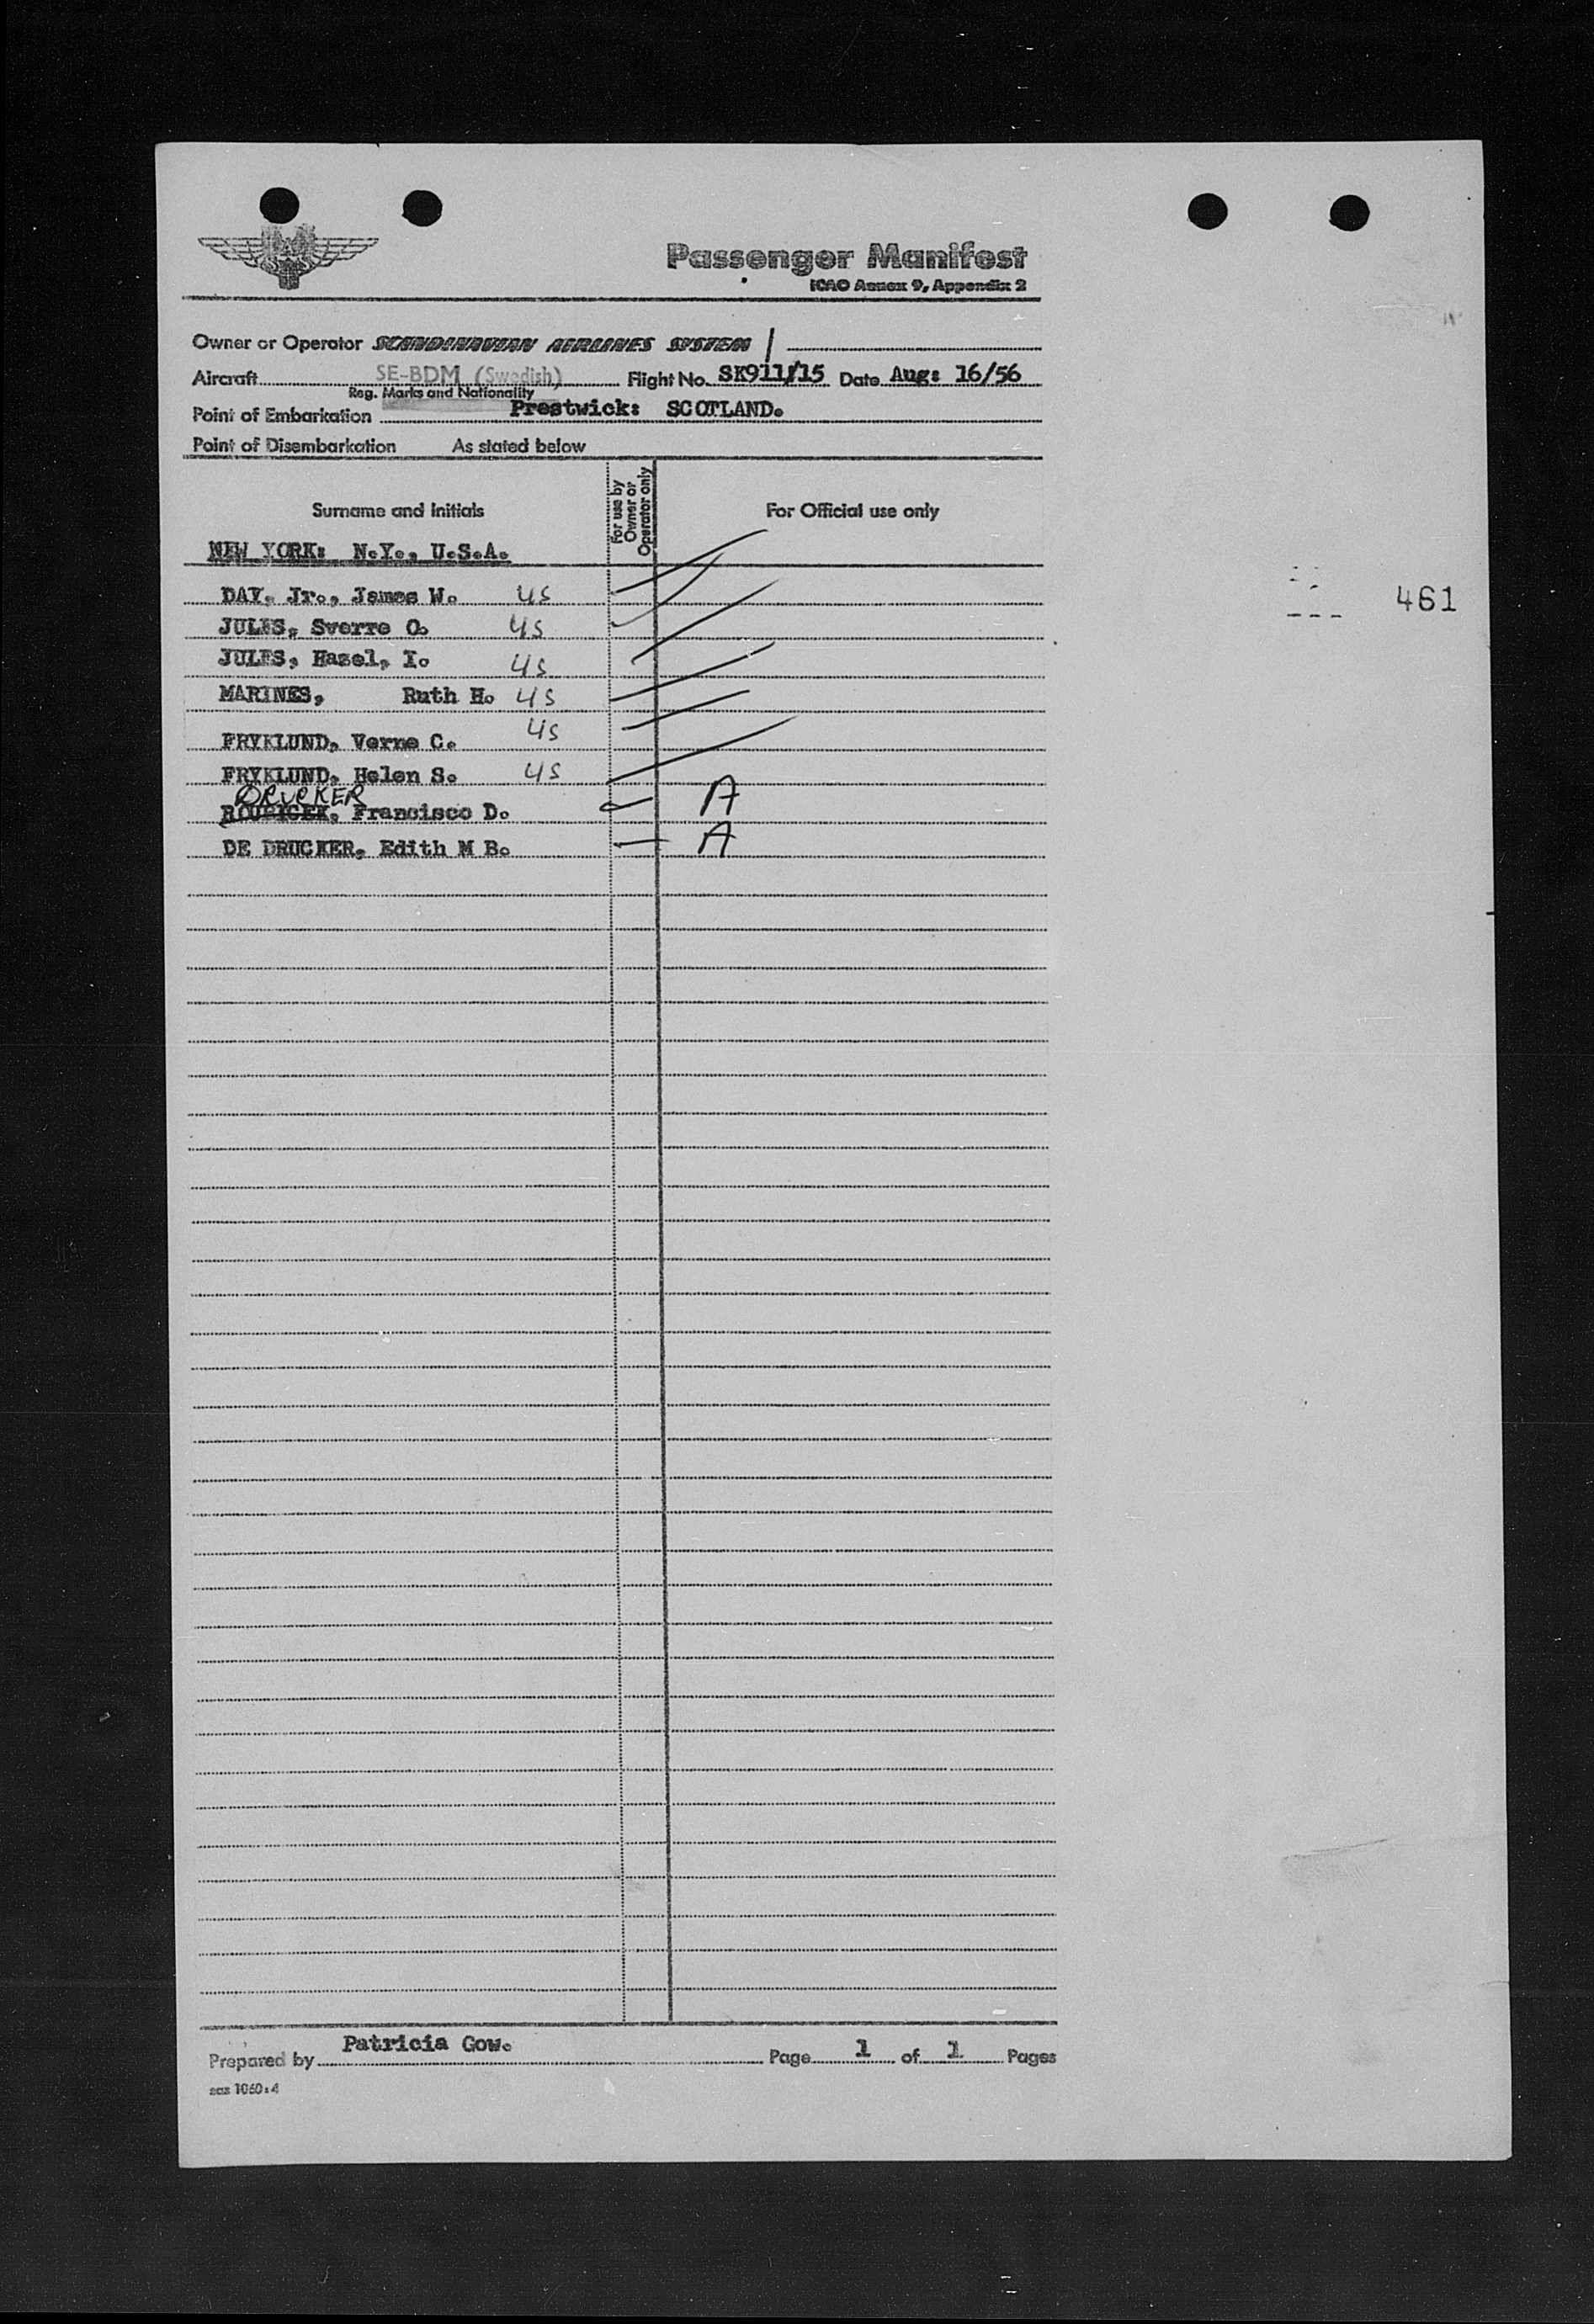 Passenger Manifest
ICAO Annex 9, Appendix 2
Owner or Operator SCANDINAVIAN AIRLINES SYSTEM
Aircraft SE-BDM (Swedish) Flight No. SK911/15 Date Aug: 16/56
Reg. Marks and Nationality
Point of Embarkation Prestwick: SCOTLAND.
Point of Disembarkation As stated below
Surname and Initials For use by Owner or Operator only For Official use only
NEW YORK: N.Y., U.S.A.
DAY, Jr., James W. US
461
JULES, Sverre O. US
JULES, Hazel, I. US
MARINES, Ruth H. US
FRYKLUND, Verne C. US
FRYKLUND, Helen S. US
DRUCKER
Francisco D. A
DE DRUCKER, Edith M B. A
Prepared by Patricia Gow. Page 1 of 1 Pages
sas 1060:4